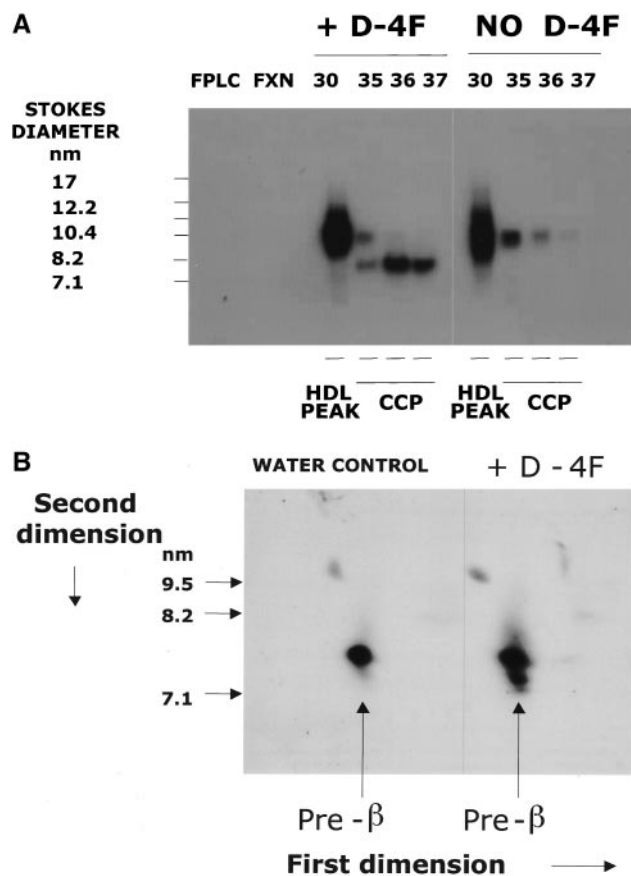 A
+ D-4F NO D-4F
FPLC FXN 30 35 36 37 30 35 36 37
STOKES
DIAMETER
nm
17
12.2
10.4
8.2
7.1
HDL
PEAK
CCP
HDL
PEAK
CCP
B
WATER CONTROL + D - 4F
Second
dimension
nm
9.5
8.2
7.1
Pre -β Pre -β
First dimension